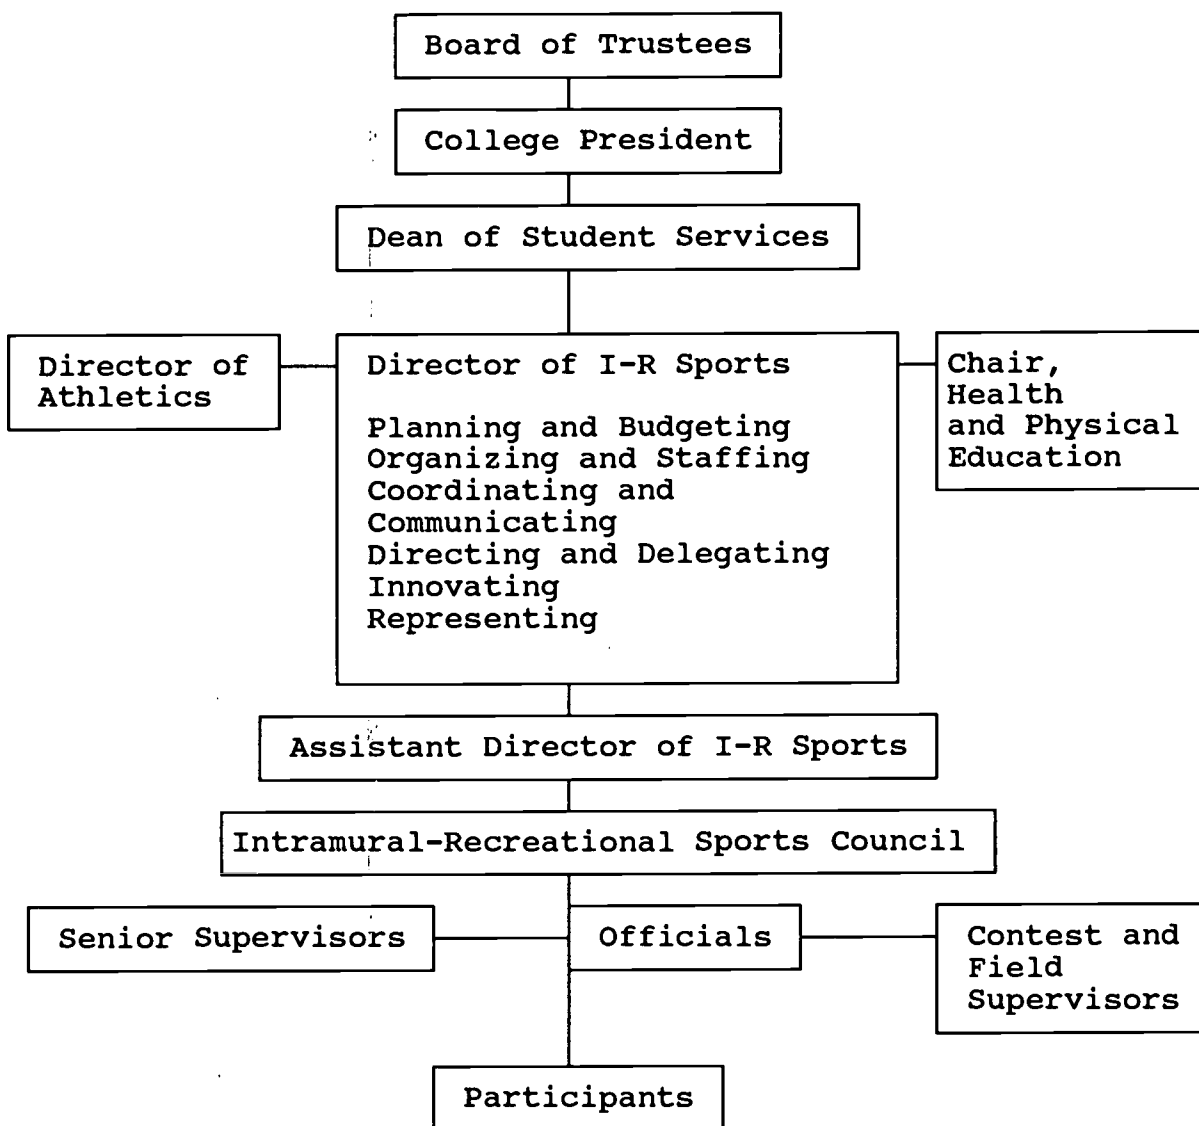 Board of Trustees
College President
Dean of Student Services
Director of
Athletics
Director of I-R Sports
Planning and Budgeting
Organizing and Staffing
Coordinating and
Communicating
Directing and Delegating
Innovating
Representing
Chair,
Health
and Physical
Education
Assistant Director of I-R Sports
Intramural-Recreational Sports Council
Senior Supervisors
Officials
Contest and
Field
Supervisors
Participants